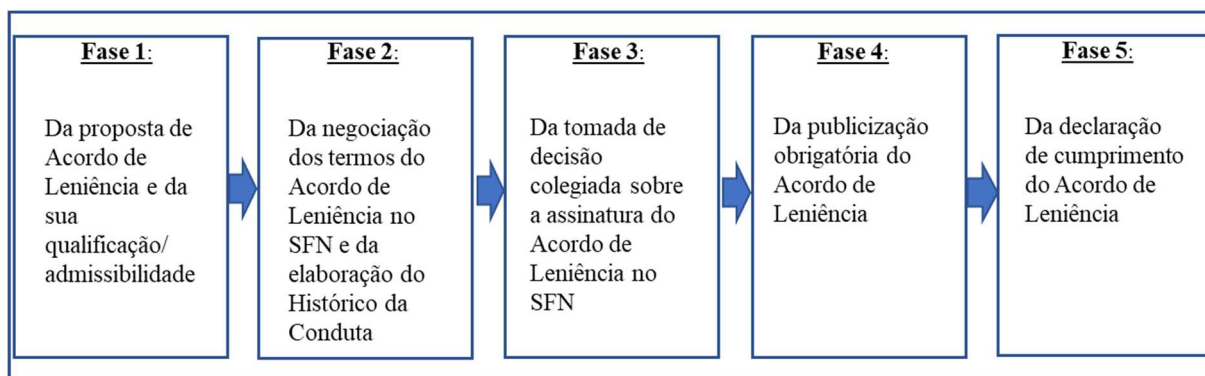 Fase 1:
Da proposta de
Acordo de
Leniência e da
sua
qualificação/
admissibilidade
Fase 2:
Da negociação
dos termos do
Acordo de
Leniência no
SFN e da
elaboração do
Histórico da
Conduta
Fase 3:
Da tomada de
decisão
colegiada sobre
a assinatura do
Acordo de
Leniência no
SFN
Fase 4:
Da publicização
obrigatória do
Acordo de
Leniência
Fase 5:
Da declaração
de cumprimento
do Acordo de
Leniência